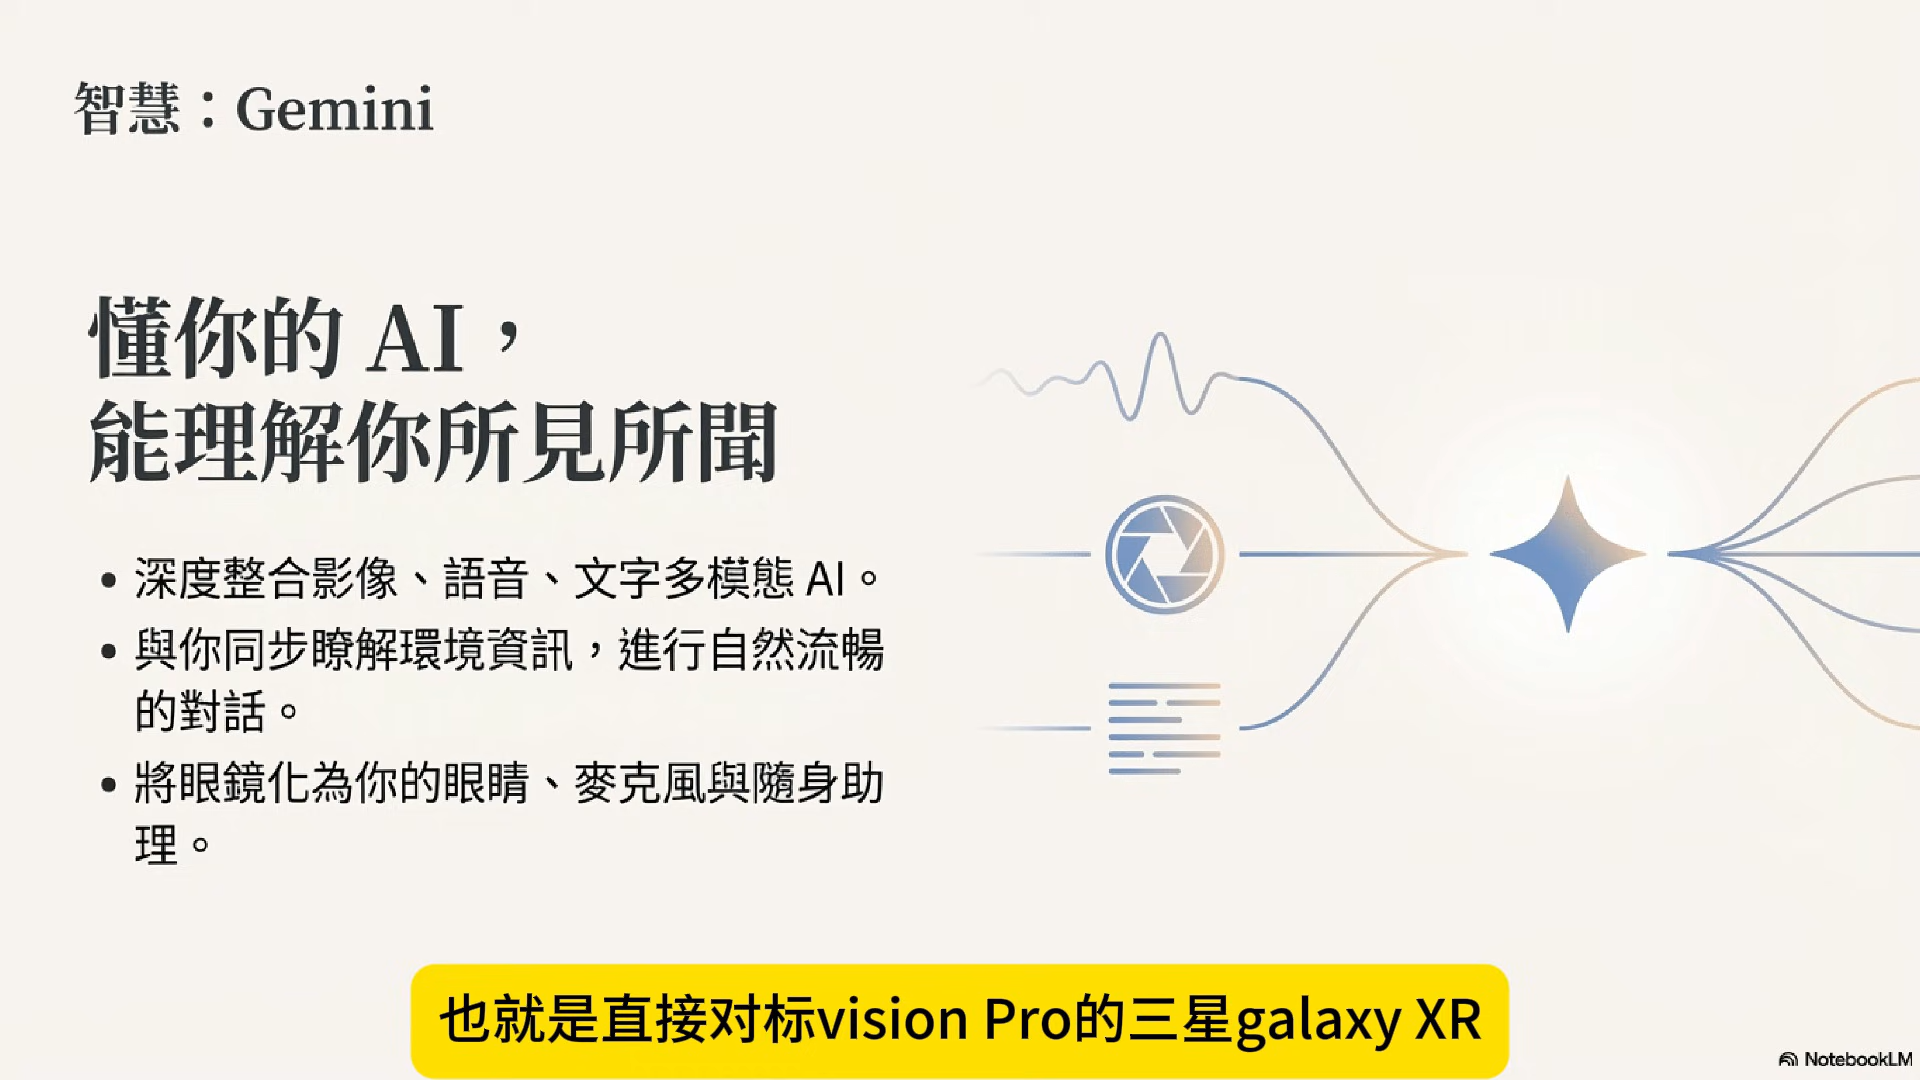 智慧：Gemini
懂你的 AI，
能理解你所見所聞
• 深度整合影像、語音、文字多模態 AI。
• 與你同步瞭解環境資訊，進行自然流暢
的對話。
• 將眼鏡化為你的眼睛、麥克風與隨身助
理。
也就是直接对标vision Pro的三星galaxy XR
NotebookLM